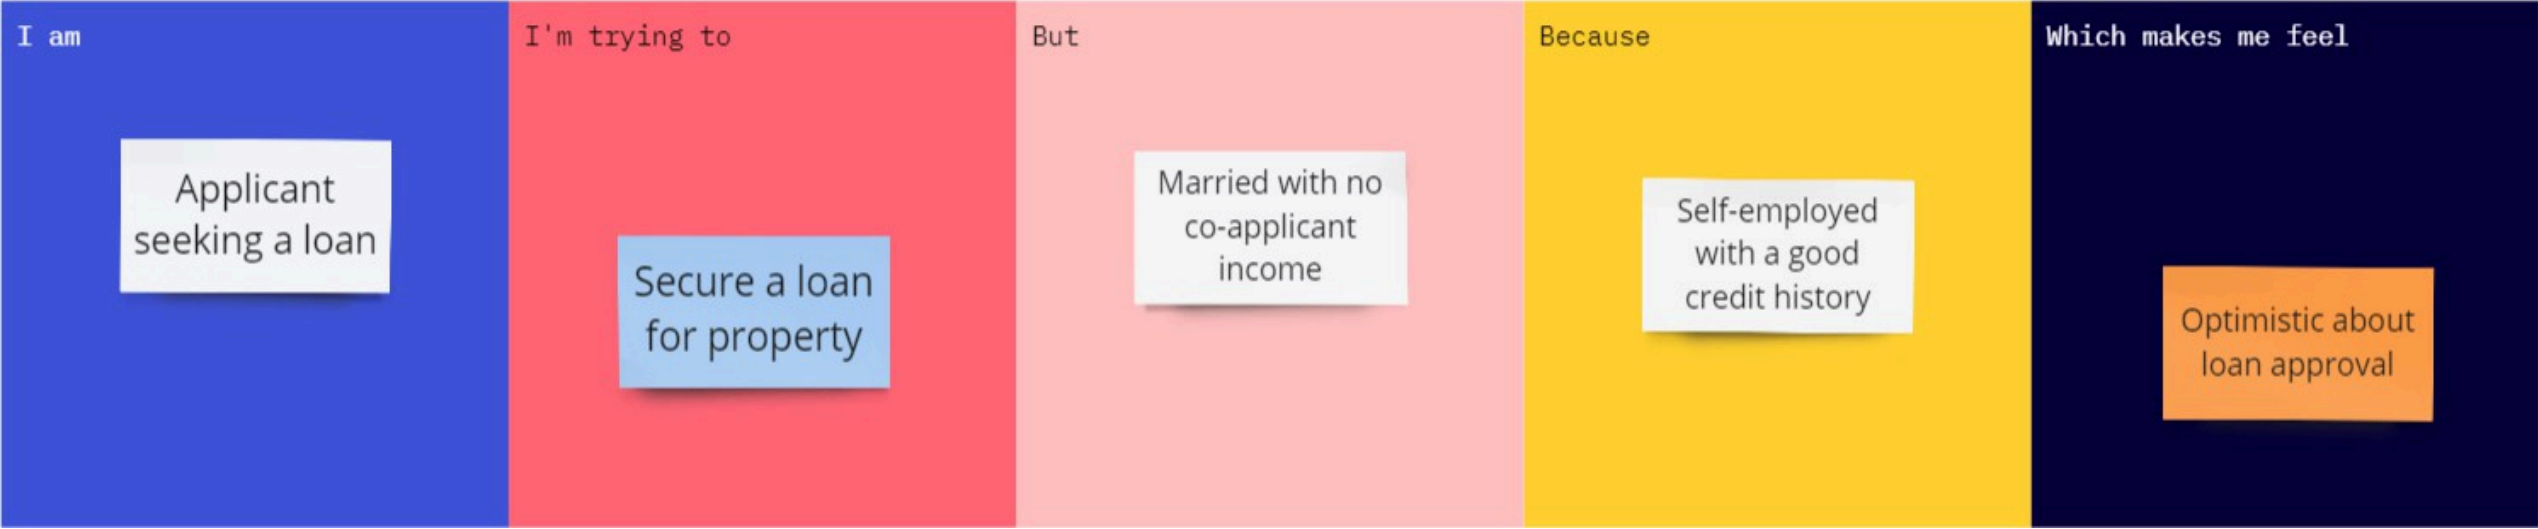 I am
Applicant
seeking a loan
I'm trying to
Secure a loan
for property
But
Married with no
co-applicant
income
Because
Self-employed
with a good
credit history
Which makes me feel
Optimistic about
loan approval